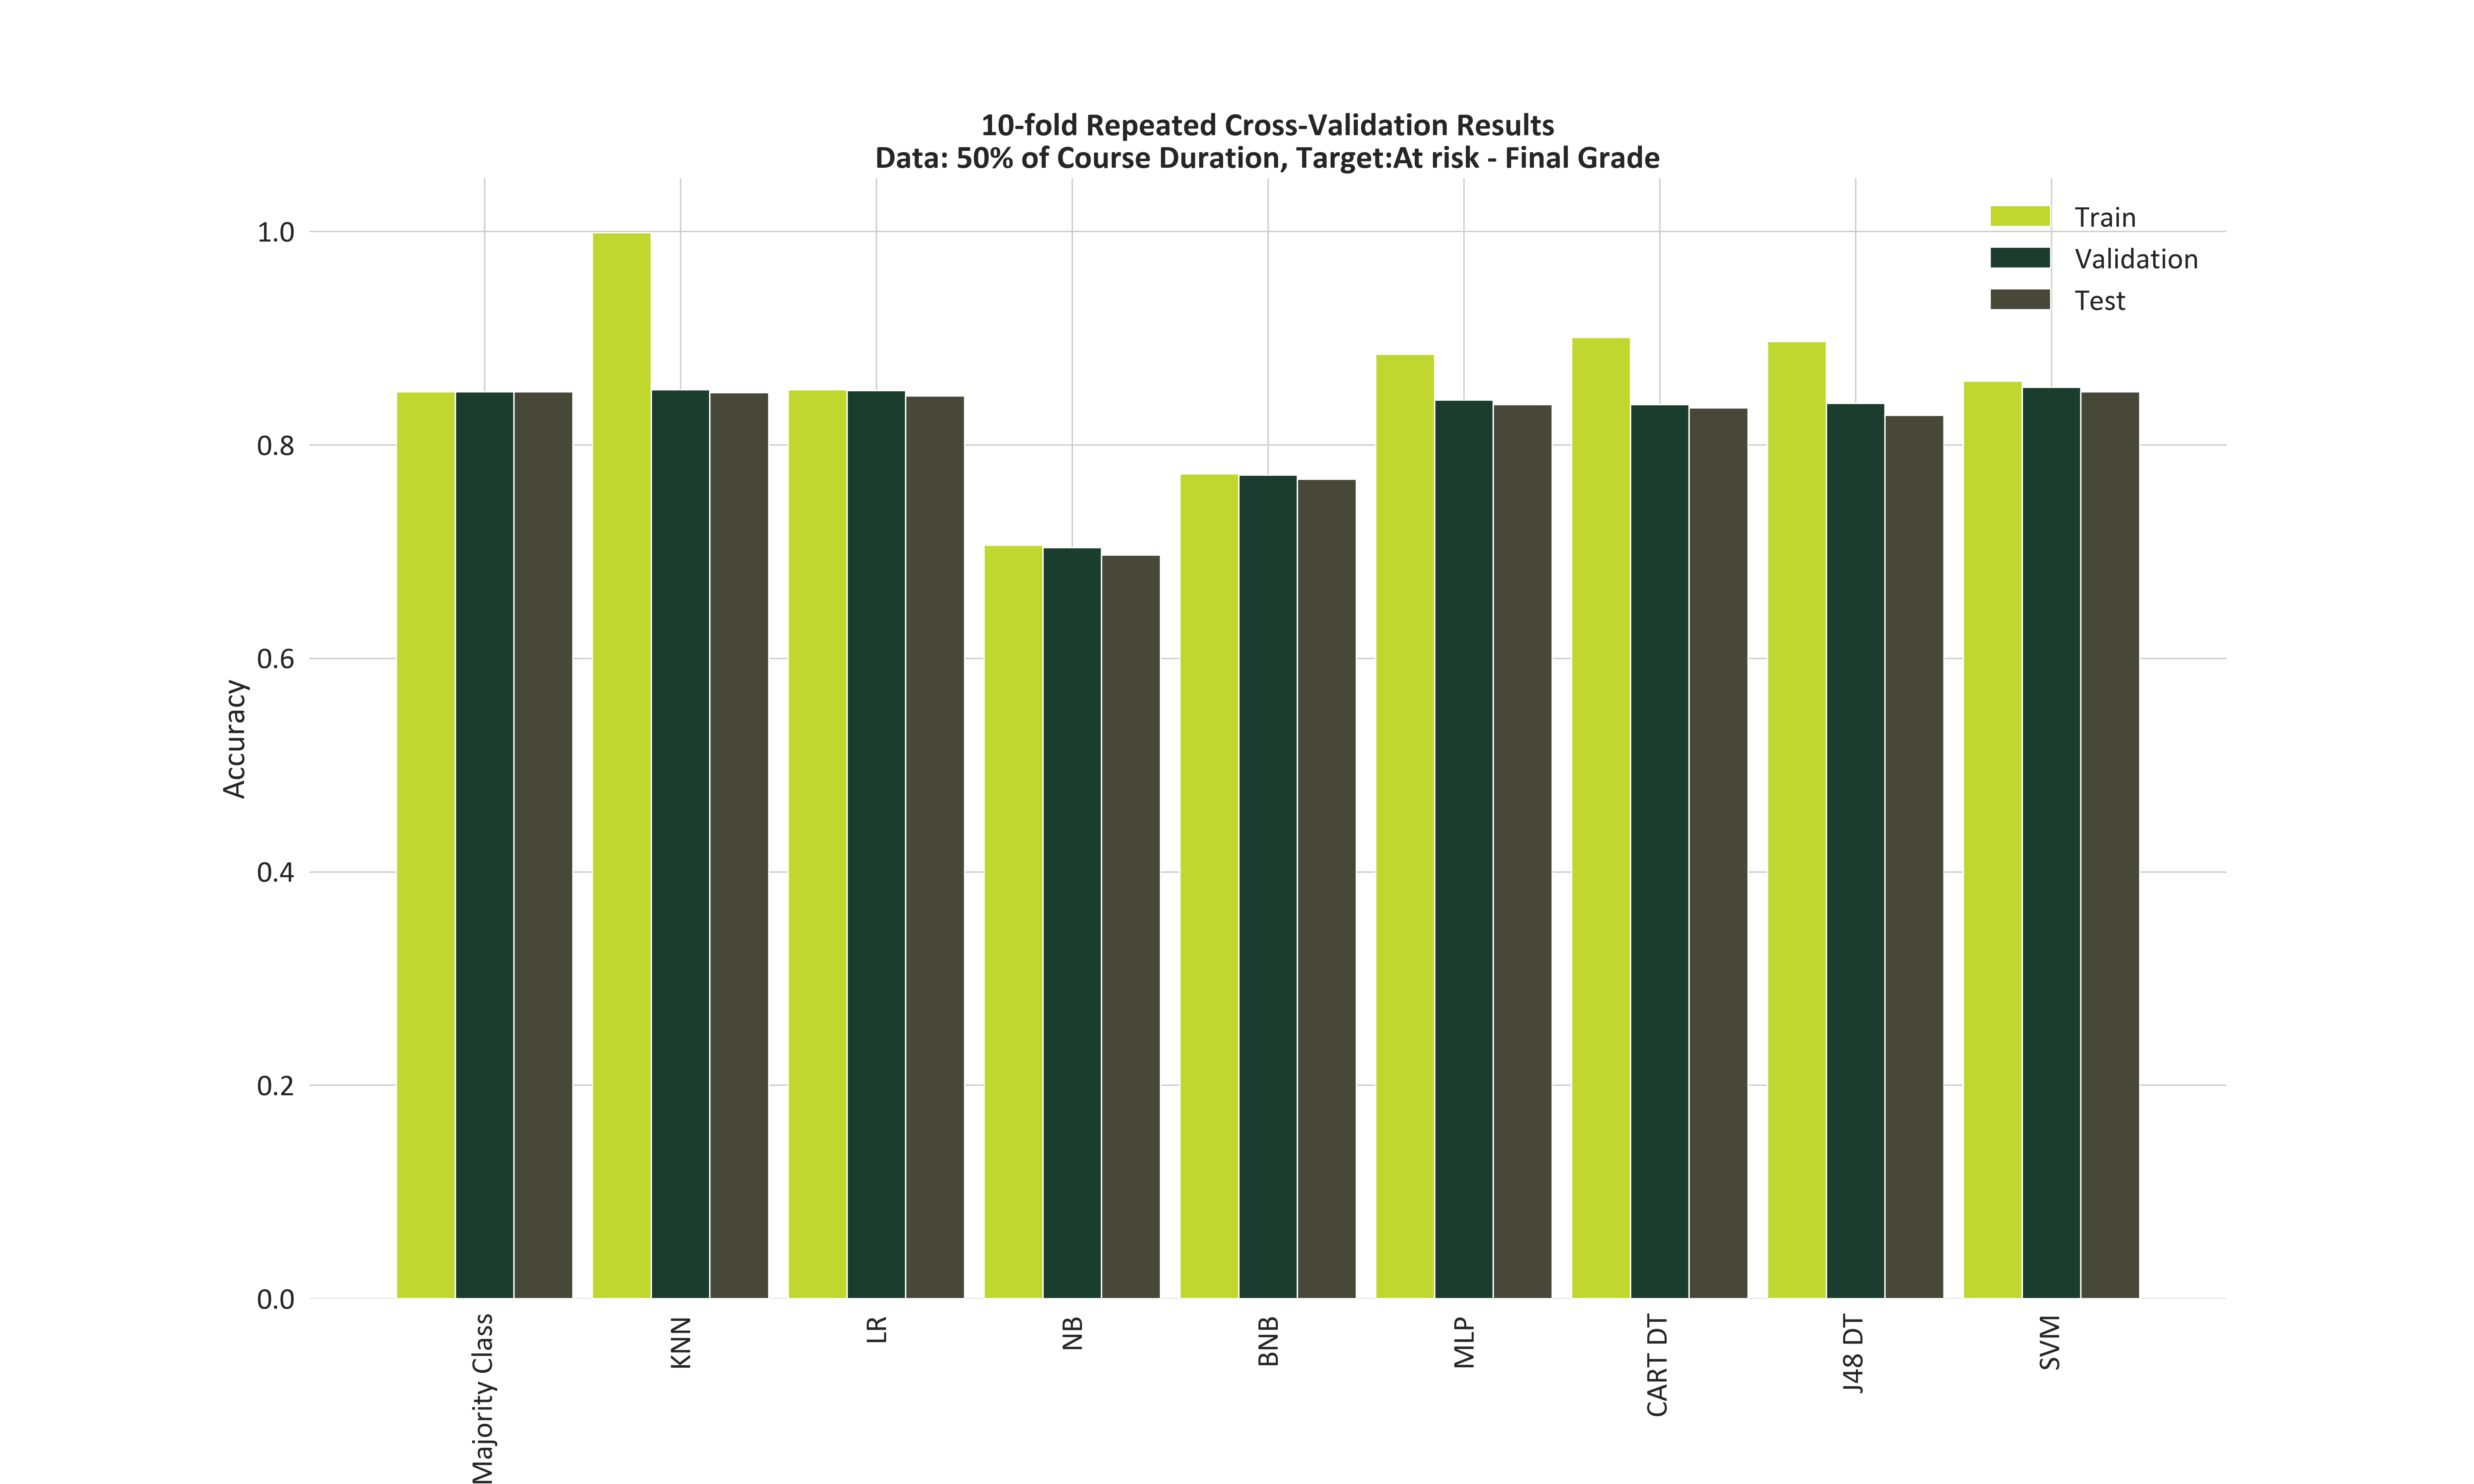 10-fold Repeated Cross-Validation Results
Data: 50% of Course Duration, Target:At risk - Final Grade
Train
Validation
Test
Accuracy
1.0
0.8
0.6
0.4
0.2
0.0
Majority Class
KNN
LR
NB
BNB
MLP
CART DT
J48 DT
SVM